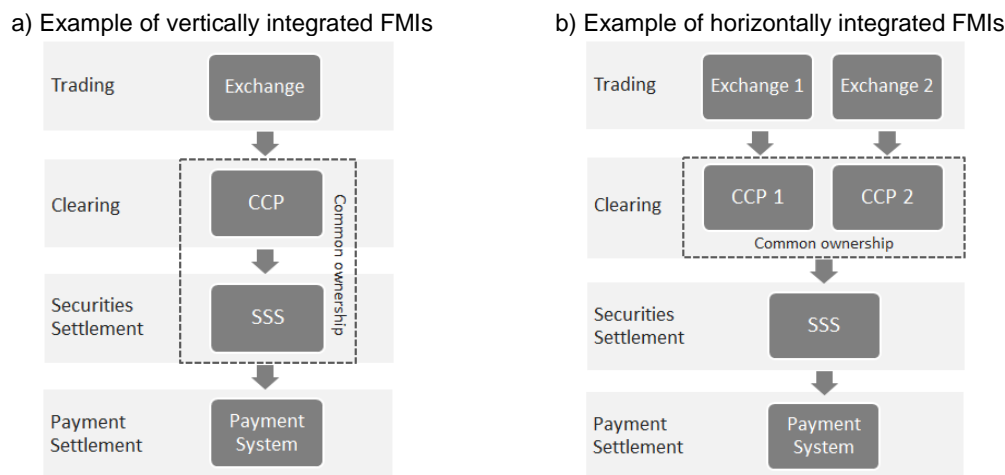 a) Example of vertically integrated FMIs
Trading
Exchange
Clearing
CCP
Common ownership
Securities
Settlement
SSS
Payment
Settlement
Payment
System
b) Example of horizontally integrated FMIs
Trading
Exchange 1
Exchange 2
Clearing
CCP 1
CCP 2
Common ownership
Securities
Settlement
SSS
Payment
Settlement
Payment
System